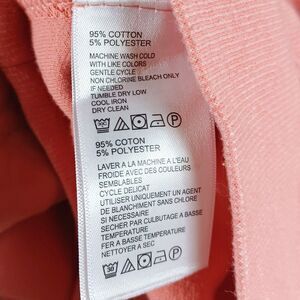 95% COTTON
5% POLYESTER
MACHINE WASH COLD
WITH LIKE COLORS
GENTLE CYCLE
NON CHLORINE BLEACH ONLY
IF NEEDED
TUMBLE DRY LOW
COOL IRON
DRY CLEAN
95% COTON
5% POLYESTER
LAVER A LA MACHINE A L'EAU
FROIDE AVEC DES COULEURS
SEMBLABLES
CYCLE DELICAT
UTILISER UNIQUEMENT UN AGENT
DE BLANCHIMENT SANS CHLORE
SI NECESSAIRE
SECHER PAR CULBUTAGE A BASSE
TEMPERATURE
FER A BASSE TEMPERATURE
NETTOYER A SEC